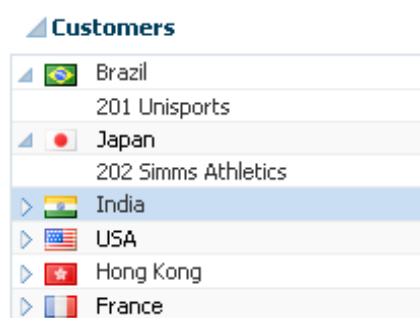 Customers
Brazil
201 Unisports
Japan
202 Simms Athletics
India
USA
Hong Kong
France